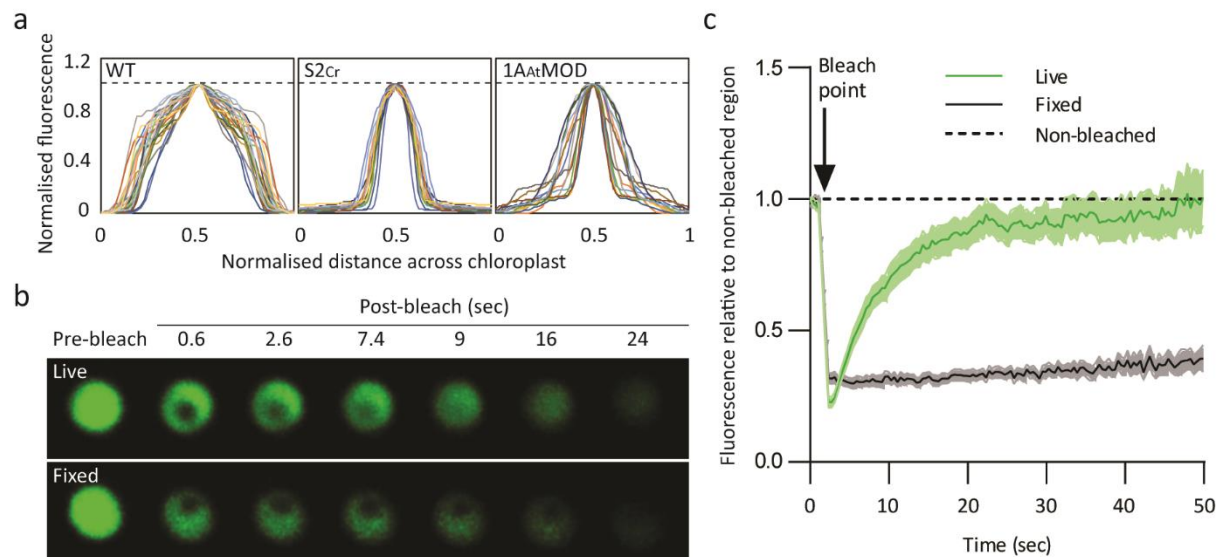 a
1.2
0.8
0.4
0
Normalised fluorescence
WT
S2Cr
1AAtMOD
0 0.5 0 0.5 0 0.5 1
Normalised distance across chloroplast
b
Post-bleach (sec)
Pre-bleach 0.6 2.6 7.4 9 16 24
Live
Fixed
c
1.5
1.0
0.5
0.0
Fluorescence relative to non-bleached region
Bleach
point
Live
Fixed
Non-bleached
0 10 20 30 40 50
Time (sec)